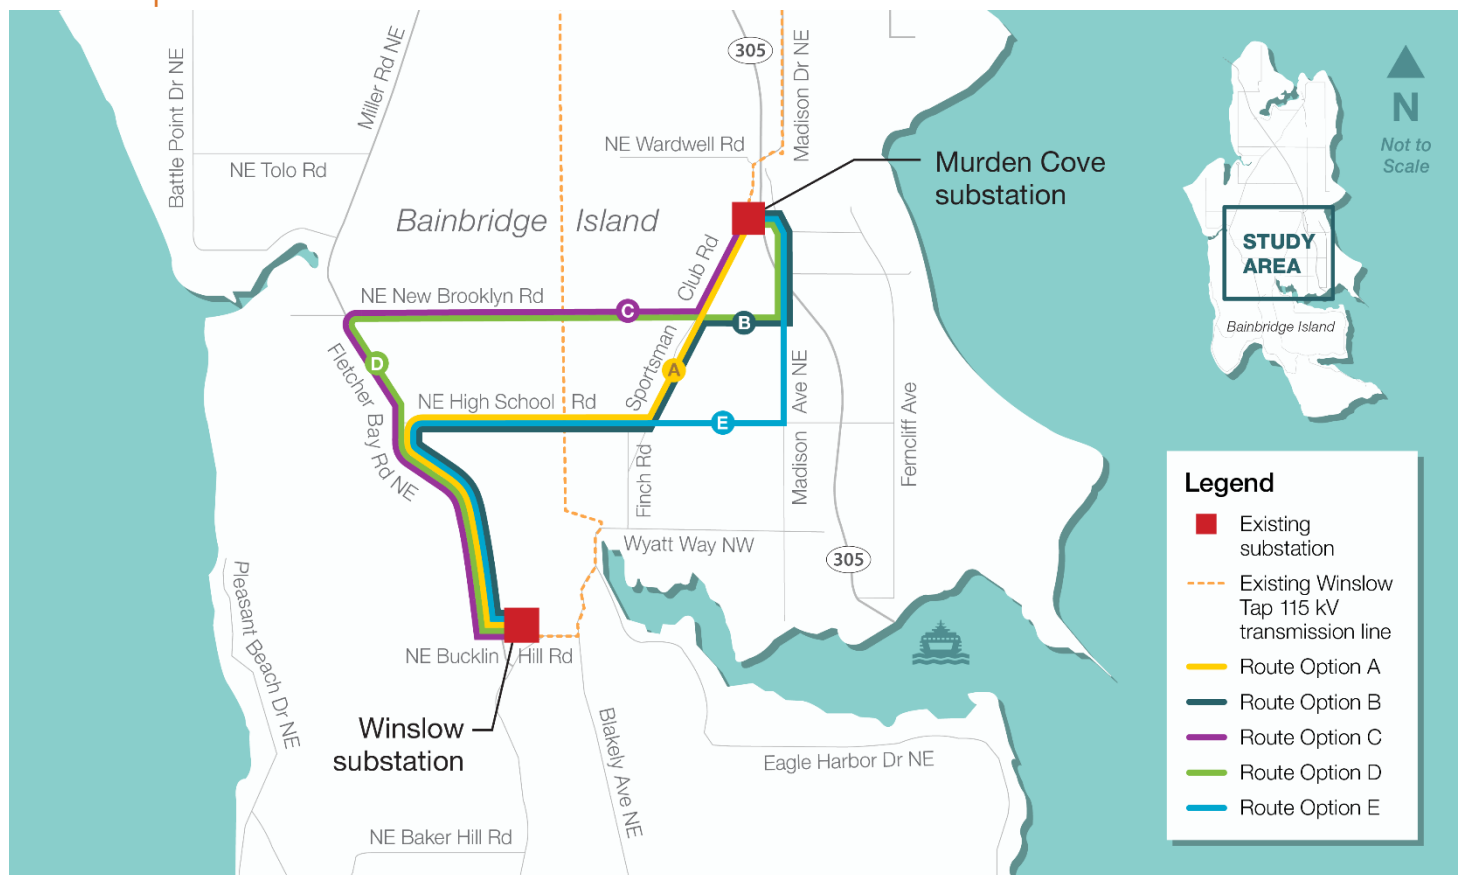 305
Madison Dr NE
Miller Rd NE
Battle Point Dr NE
NE Wardwell Rd
NE Tolo Rd
Murden Cove
substation
Bainbridge Island
Club Rd
NE New Brooklyn Rd
C
B
D
A
E
Sportsman
Fletcher Bay Rd NE
NE High School Rd
Madison Ave NE
Ferncliff Ave
Finch Rd
Wyatt Way NW
305
Pleasant Beach Dr NE
NE Bucklin Hill Rd
Winslow
substation
Blakely Ave NE
Eagle Harbor Dr NE
NE Baker Hill Rd
N
Not to
Scale
STUDY
AREA
Bainbridge Island
Legend
Existing
substation
Existing Winslow
Tap 115 kV
transmission line
Route Option A
Route Option B
Route Option C
Route Option D
Route Option E